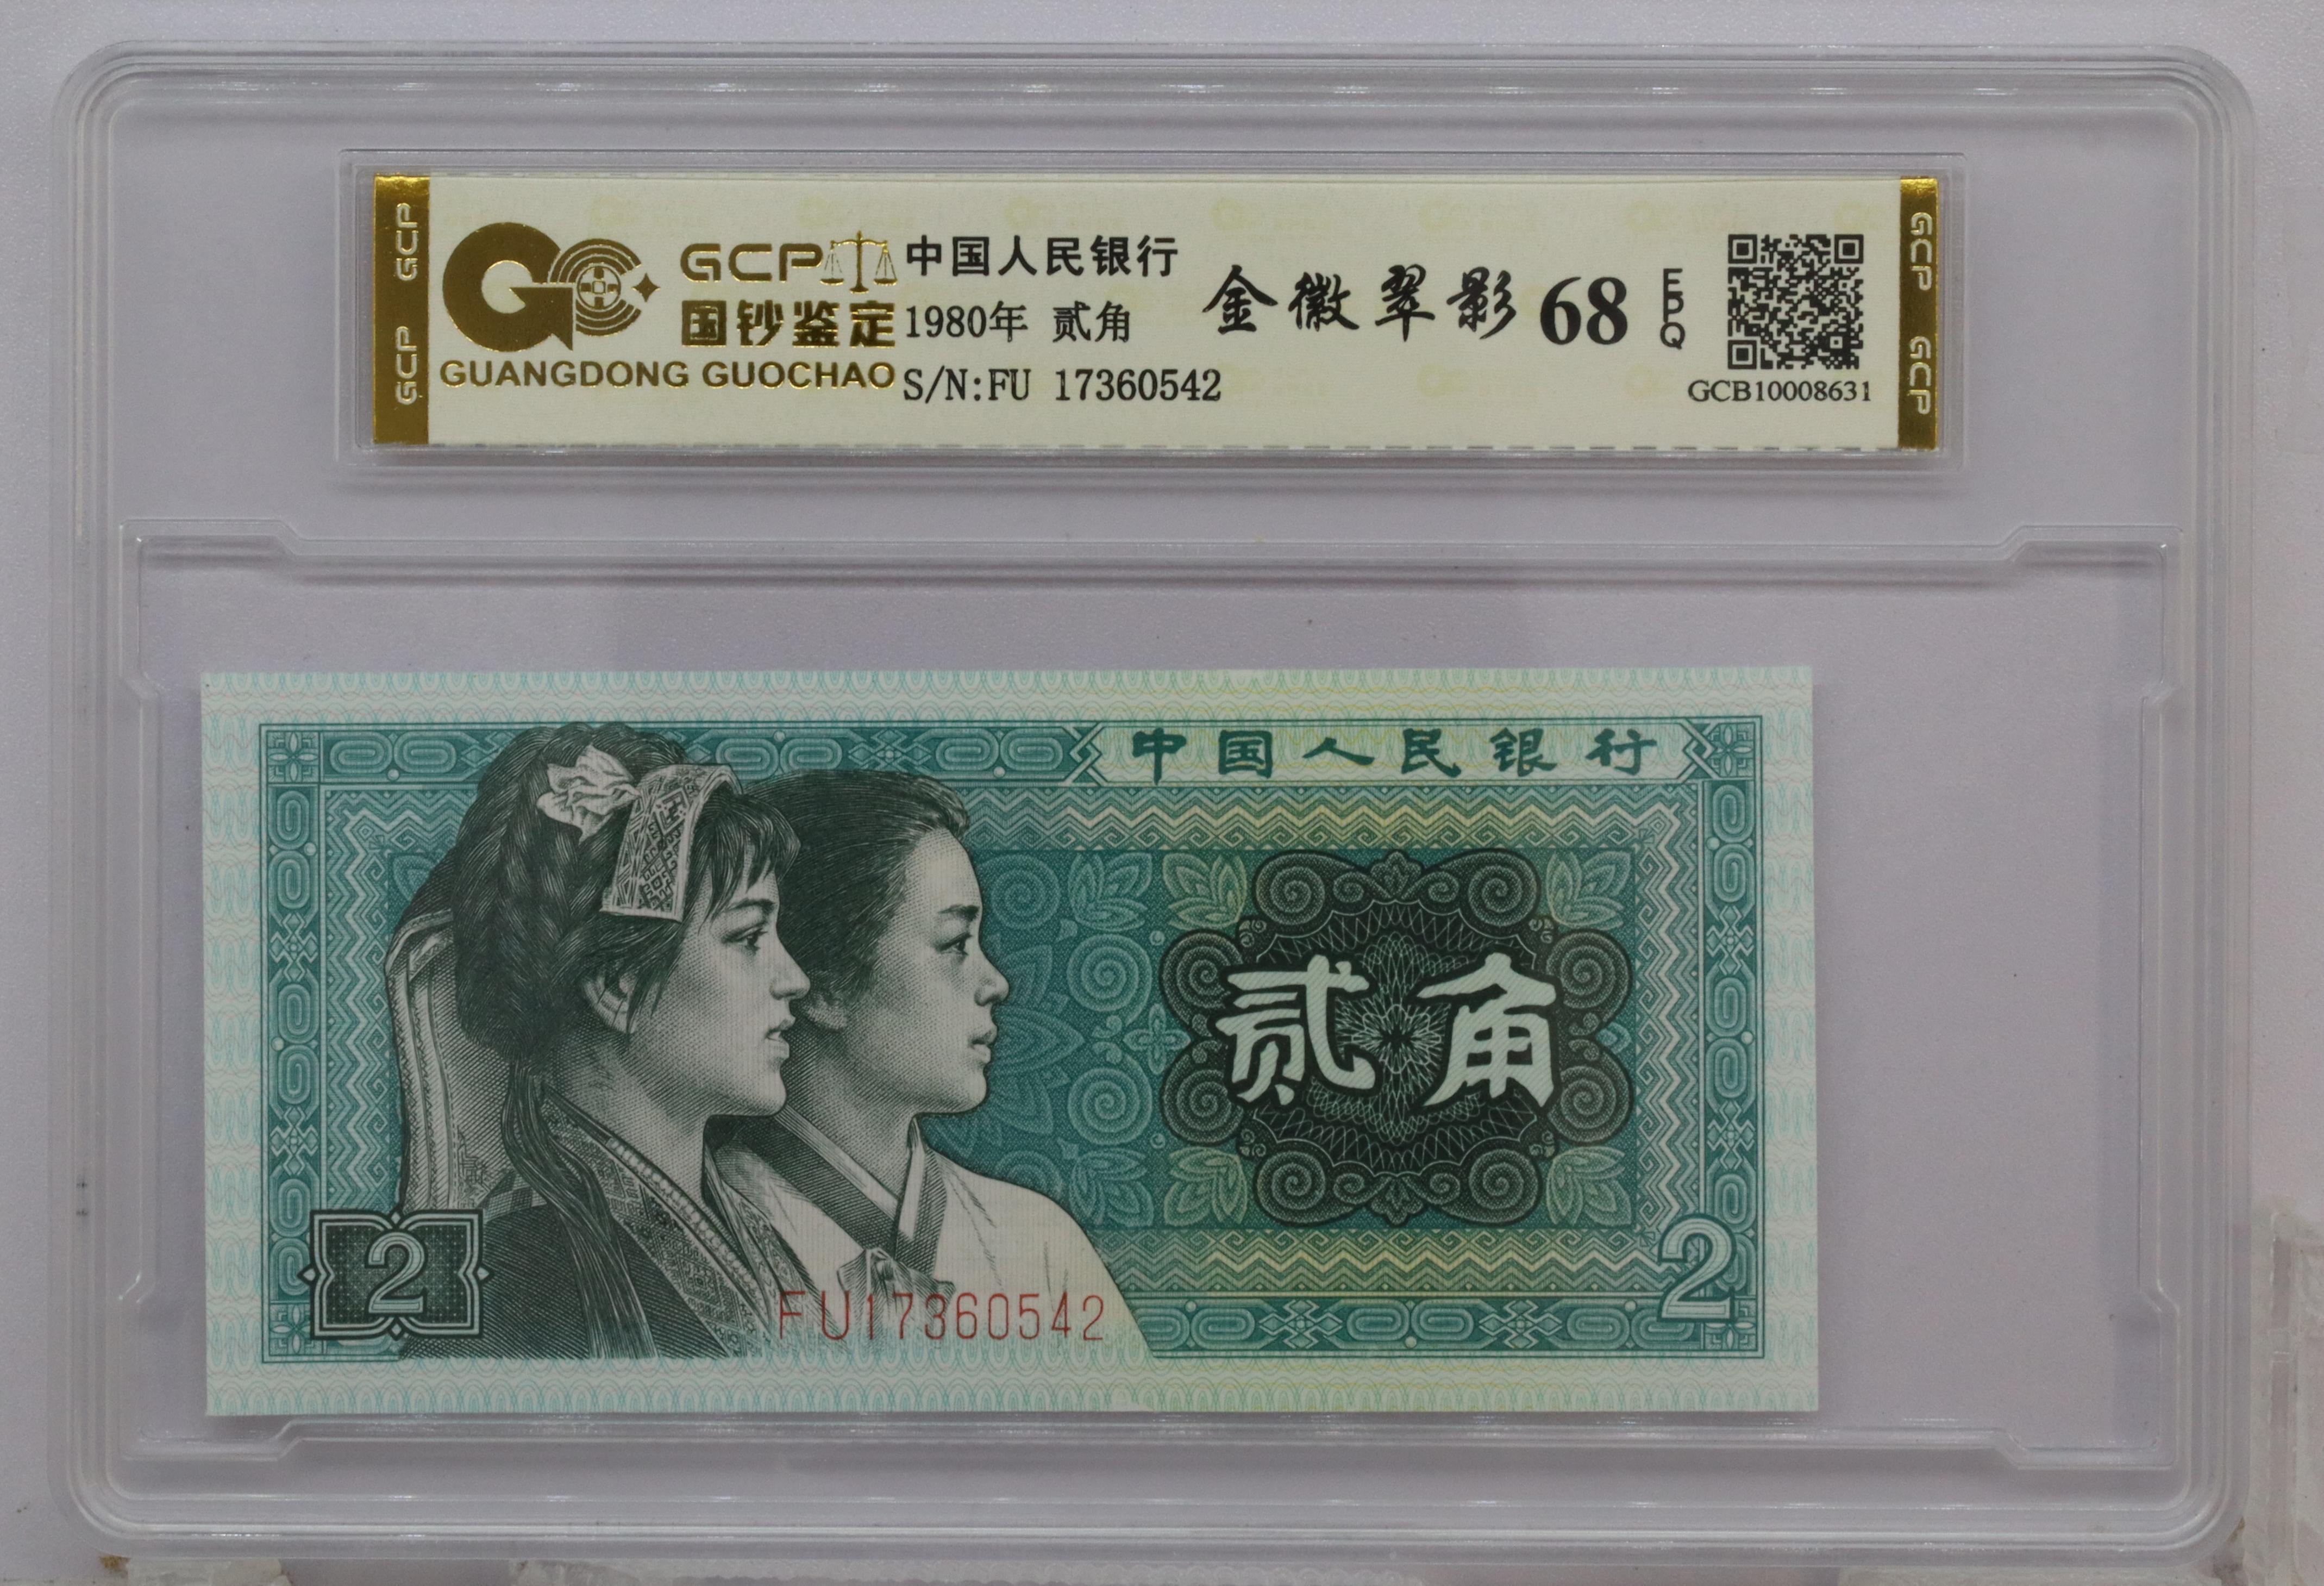 GCP GCP
GCP
国钞鉴定
GUANGDONG GUOCHAO
中国人民银行
1980年 贰角
S/N:FU 17360542
金徽翠影 68 EPQ
GCB10008631
GCP GCP
中国人民银行
贰角
2
2
FU17360542